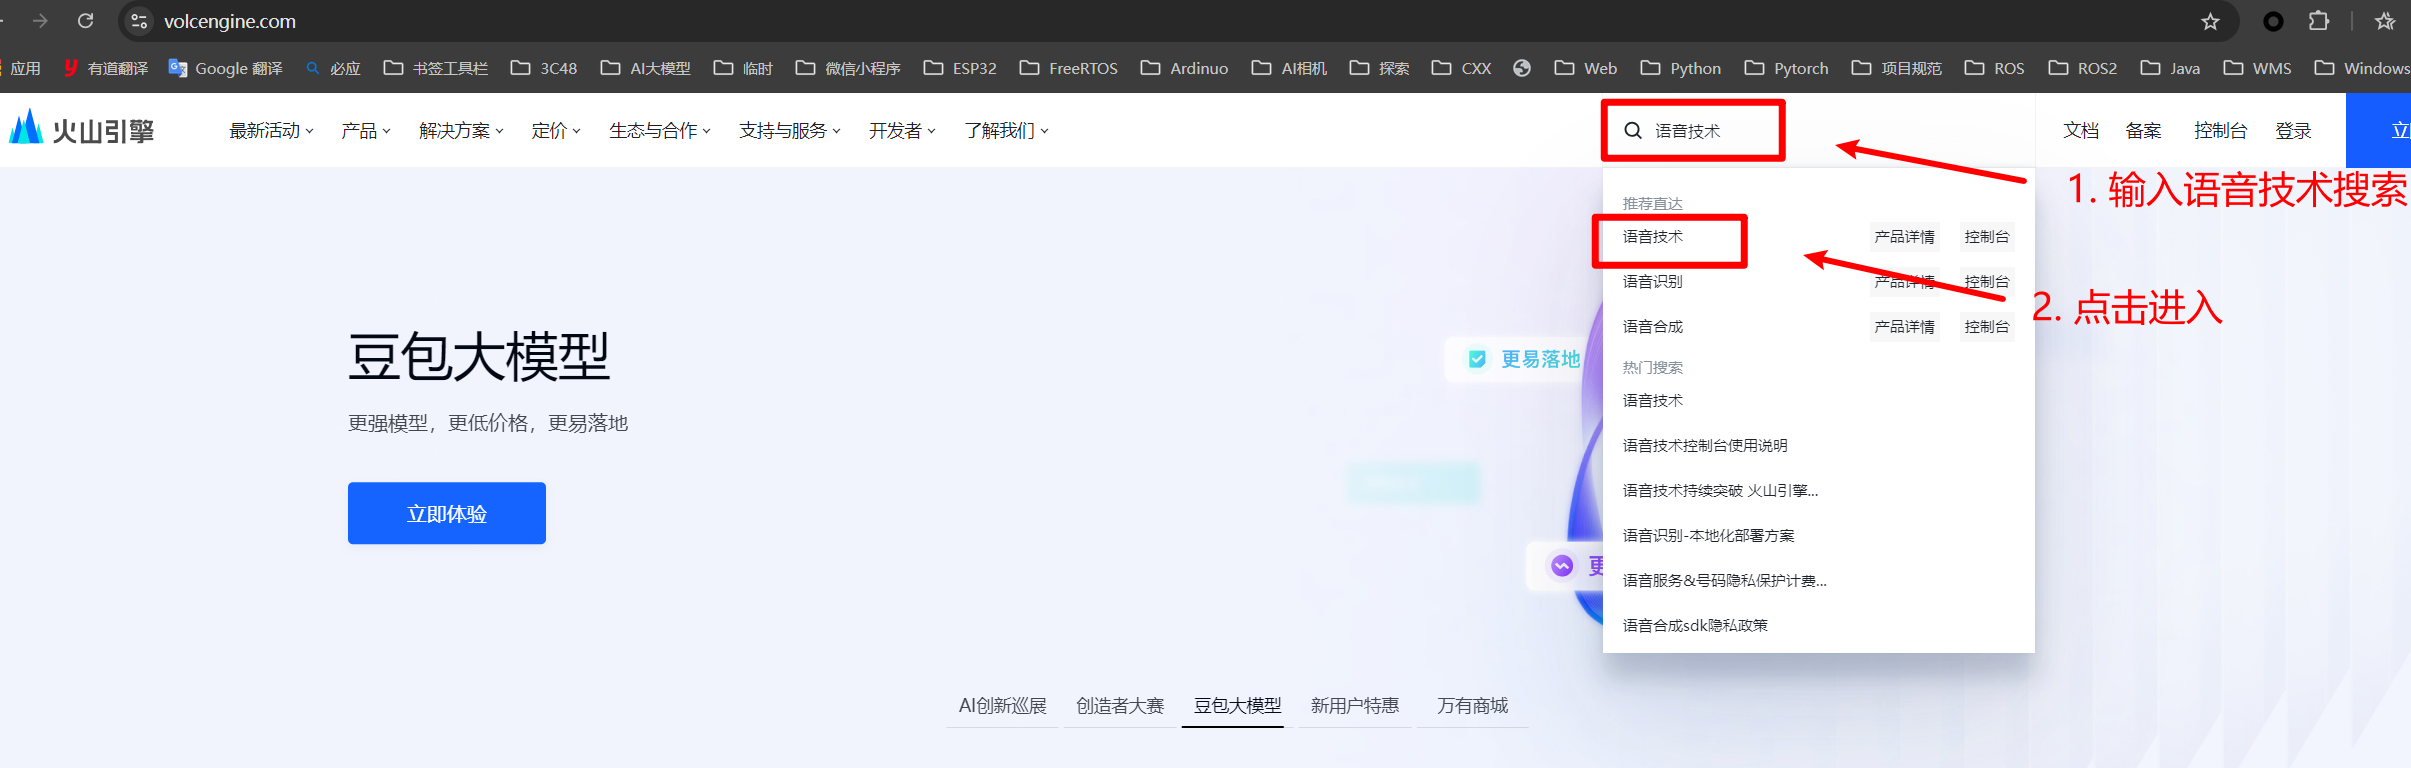 volcengine.com
应用 有道翻译 Google 翻译 必应 书签工具栏 3C48 AI大模型 临时 微信小程序 ESP32 FreeRTOS Ardinuo AI相机 探索 CXX Web Python Pytorch 项目规范 ROS ROS2 Java WMS Windows
火山引擎 最新活动 产品 解决方案 定价 生态与合作 支持与服务 开发者 了解我们 语音技术 文档 备案 控制台 登录
1. 输入语音技术搜索
推荐直达
语音技术 产品详情 控制台
语音识别 产品详情 控制台
2. 点击进入
语音合成 产品详情 控制台
豆包大模型
更易落地
热门搜索
语音技术
更强模型，更低价格，更易落地
语音技术控制台使用说明
语音技术持续突破 火山引擎...
立即体验
语音识别-本地化部署方案
更
语音服务&号码隐私保护计费...
语音合成sdk隐私政策
AI创新巡展 创造者大赛 豆包大模型 新用户特惠 万有商城